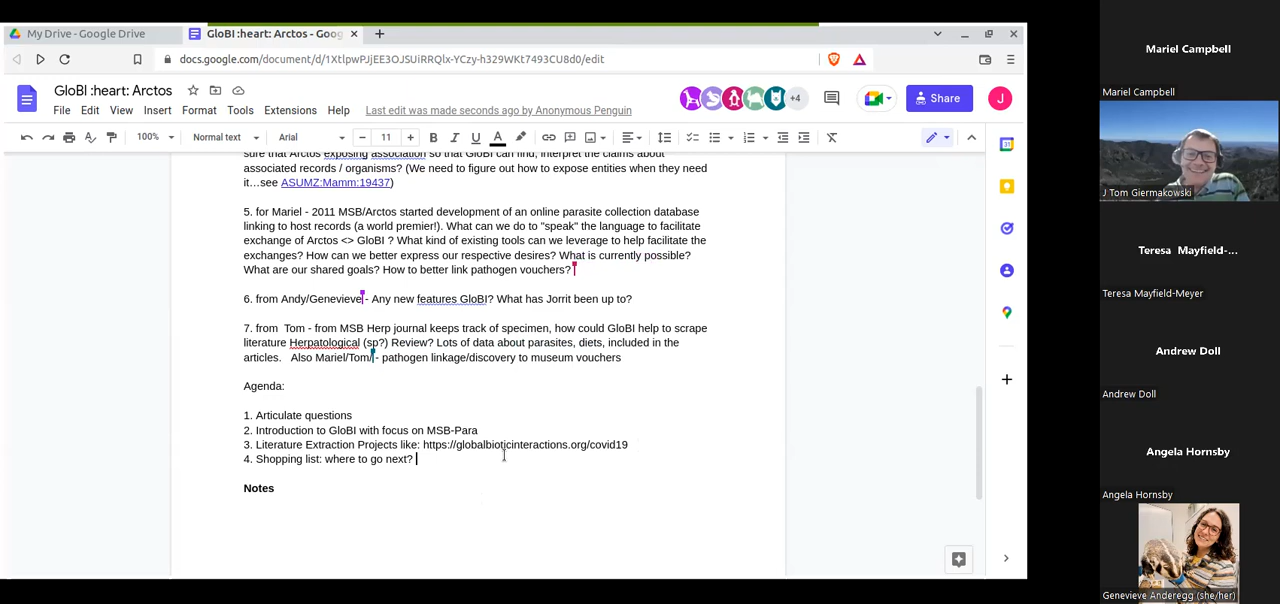 My Drive - Google Drive
GloBI :heart: Arctos - Goog
docs.google.com/document/d/1XtlpwPJjEE3OJSUiRRQlx-YCzy-h329WKt7493CU8d0/edit
GloBI :heart: Arctos
File Edit View Insert Format Tools Extensions Help Last edit was made seconds ago by Anonymous Penguin
+4
Share
J
100% Normal text Arial 11
sure that Arctos exposing association so that GloBI can find, interpret the claims about
associated records / organisms? (We need to figure out how to expose entities when they need
it…see ASUMZ:Mamm:19437)
5. for Mariel - 2011 MSB/Arctos started development of an online parasite collection database
linking to host records (a world premier!). What can we do to "speak" the language to facilitate
exchange of Arctos <> GloBI ? What kind of existing tools can we leverage to help facilitate the
exchanges? How can we better express our respective desires? What is currently possible?
What are our shared goals? How to better link pathogen vouchers?
6. from Andy/Genevieve - Any new features GloBI? What has Jorrit been up to?
7. from  Tom - from MSB Herp journal keeps track of specimen, how could GloBI help to scrape
literature Herpatological (sp?) Review? Lots of data about parasites, diets, included in the
articles.   Also Mariel/Tom/ - pathogen linkage/discovery to museum vouchers
Agenda:
1. Articulate questions
2. Introduction to GloBI with focus on MSB-Para
3. Literature Extraction Projects like: https://globalbioticinteractions.org/covid19
4. Shopping list: where to go next?
Notes
Mariel Campbell
Mariel Campbell
J Tom Giermakowski
Teresa Mayfield-...
Teresa Mayfield-Meyer
Andrew Doll
Andrew Doll
Angela Hornsby
Angela Hornsby
Genevieve Anderegg (she/her)